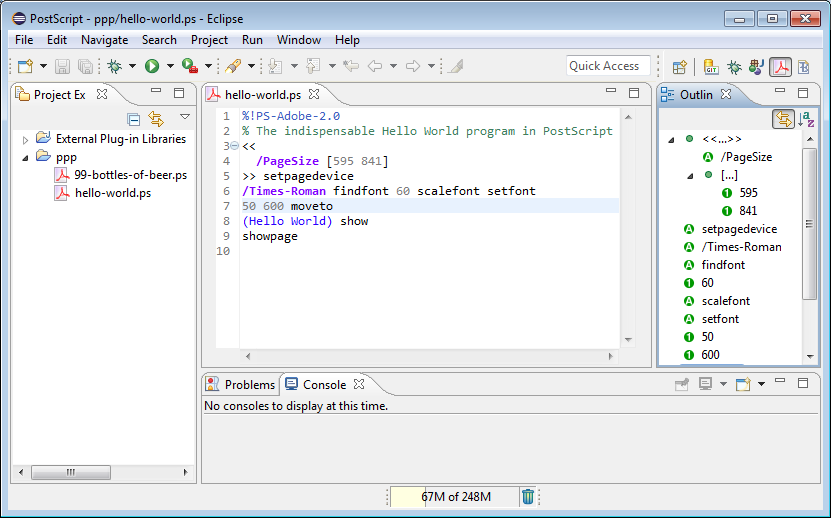 PostScript - ppp/hello-world.ps - Eclipse
File Edit Navigate Search Project Run Window Help
Quick Access
GIT
Project Ex
External Plug-in Libraries
ppp
99-bottles-of-beer.ps
hello-world.ps
hello-world.ps
1 %!PS-Adobe-2.0
2 % The indispensable Hello World program in PostScript
3 <<
4 /PageSize [595 841]
5 >> setpagedevice
6 /Times-Roman findfont 60 scalefont setfont
7 50 600 moveto
8 (Hello World) show
9 showpage
10
Outlin
<<...>>
/PageSize
[...]
595
841
setpagedevice
/Times-Roman
findfont
60
scalefont
setfont
50
600
Problems Console
No consoles to display at this time.
67M of 248M